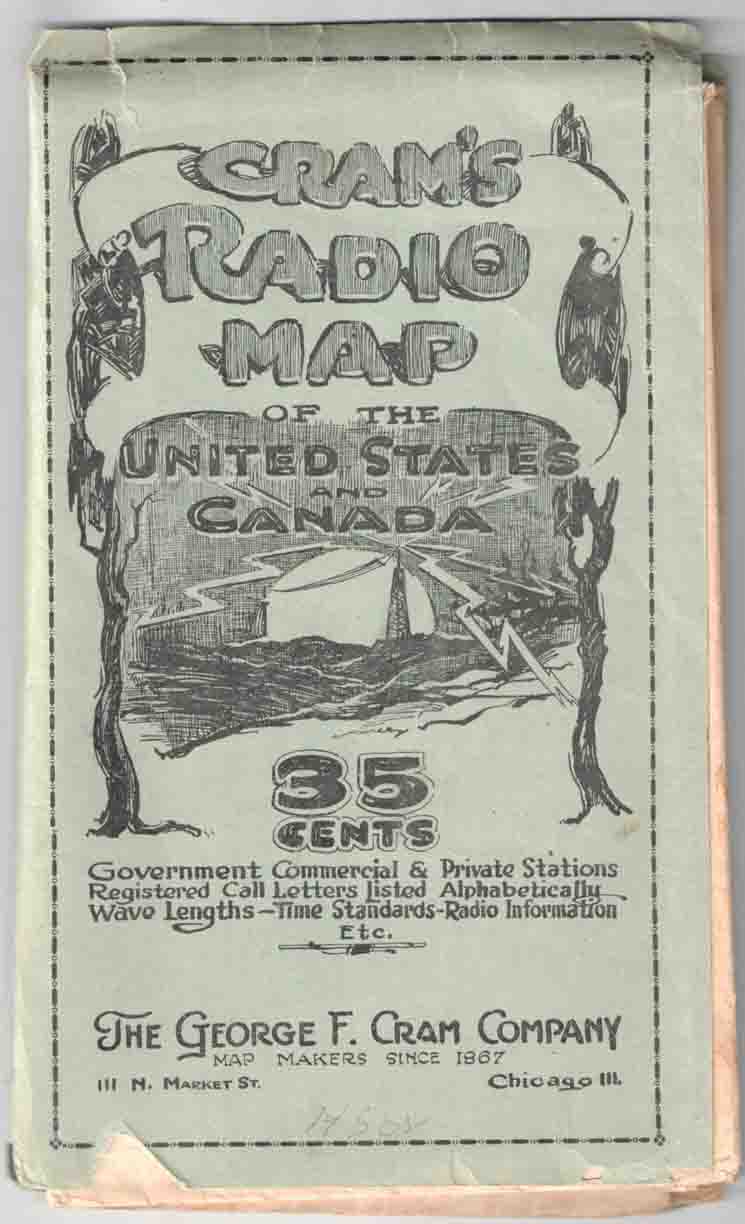 CRAM'S
RADIO
MAP
OF THE
UNITED STATES
AND
CANADA
35
CENTS
Government Commercial & Private Stations
Registered Call Letters Listed Alphabetically
Wave Lengths-Time Standards-Radio Information
Etc.
THE GEORGE F. CRAM COMPANY
MAP MAKERS SINCE 1867
111 N. MARKET ST. Chicago Ill.